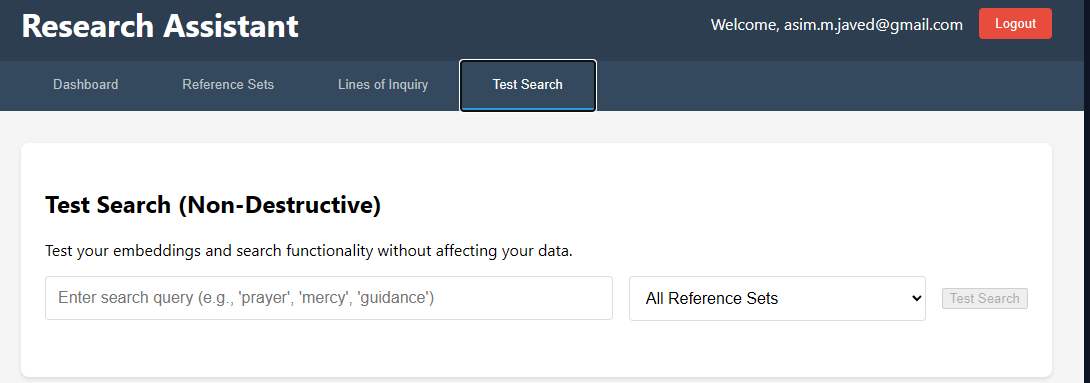 Research Assistant
Welcome, asim.m.javed@gmail.com
Logout
Dashboard
Reference Sets
Lines of Inquiry
Test Search
Test Search (Non-Destructive)
Test your embeddings and search functionality without affecting your data.
Enter search query (e.g., 'prayer', 'mercy', 'guidance')
All Reference Sets
Test Search